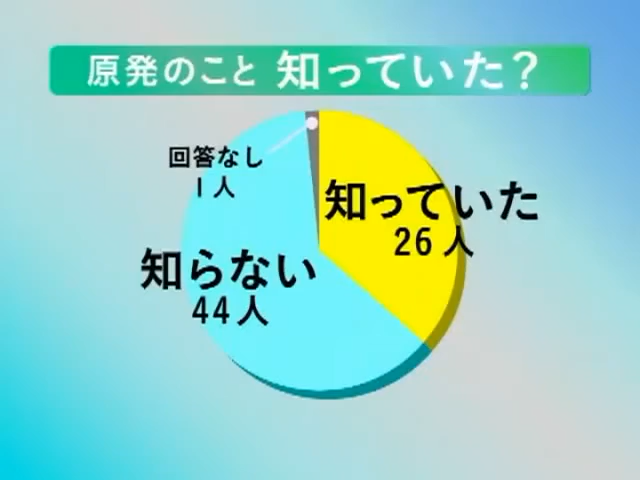 原発のこと 知っていた？
回答なし
1人
知っていた
26人
知らない
44人